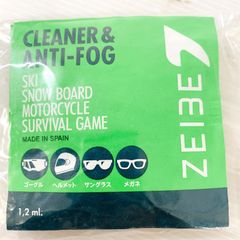 CLEANER &
ANTI-FOG
SKI
SNOW BOARD
MOTORCYCLE
SURVIVAL GAME
MADE IN SPAIN
ZEIBE
ゴーグル ヘルメット サングラス メガネ
1,2 ml.